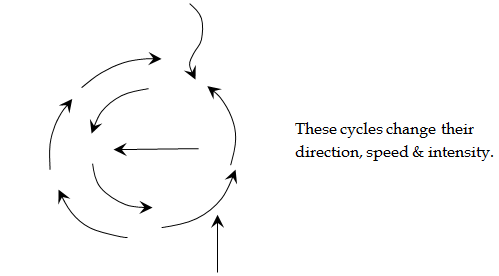 These cycles change their
direction, speed & intensity.